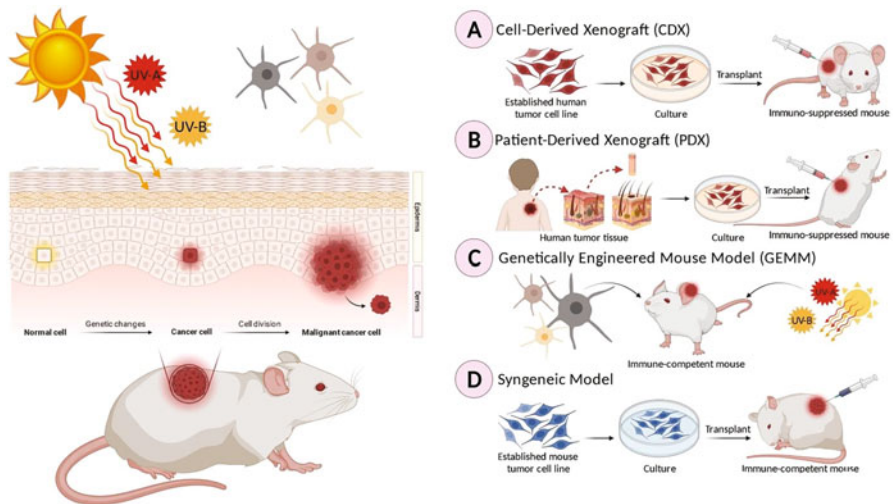 UV-A
UV-B
Epidermis
Dermis
Normal cell
Genetic changes
Cancer cell
Cell division
Malignant cancer cell
A
Cell-Derived Xenograft (CDX)
Established human
tumor cell line
Culture
Transplant
Immuno-suppressed mouse
B
Patient-Derived Xenograft (PDX)
Human tumor tissue
Culture
Transplant
Immuno-suppressed mouse
C
Genetically Engineered Mouse Model (GEMM)
UV-A
UV-B
Immune-competent mouse
D
Syngeneic Model
Established mouse
tumor cell line
Culture
Transplant
Immune-competent mouse